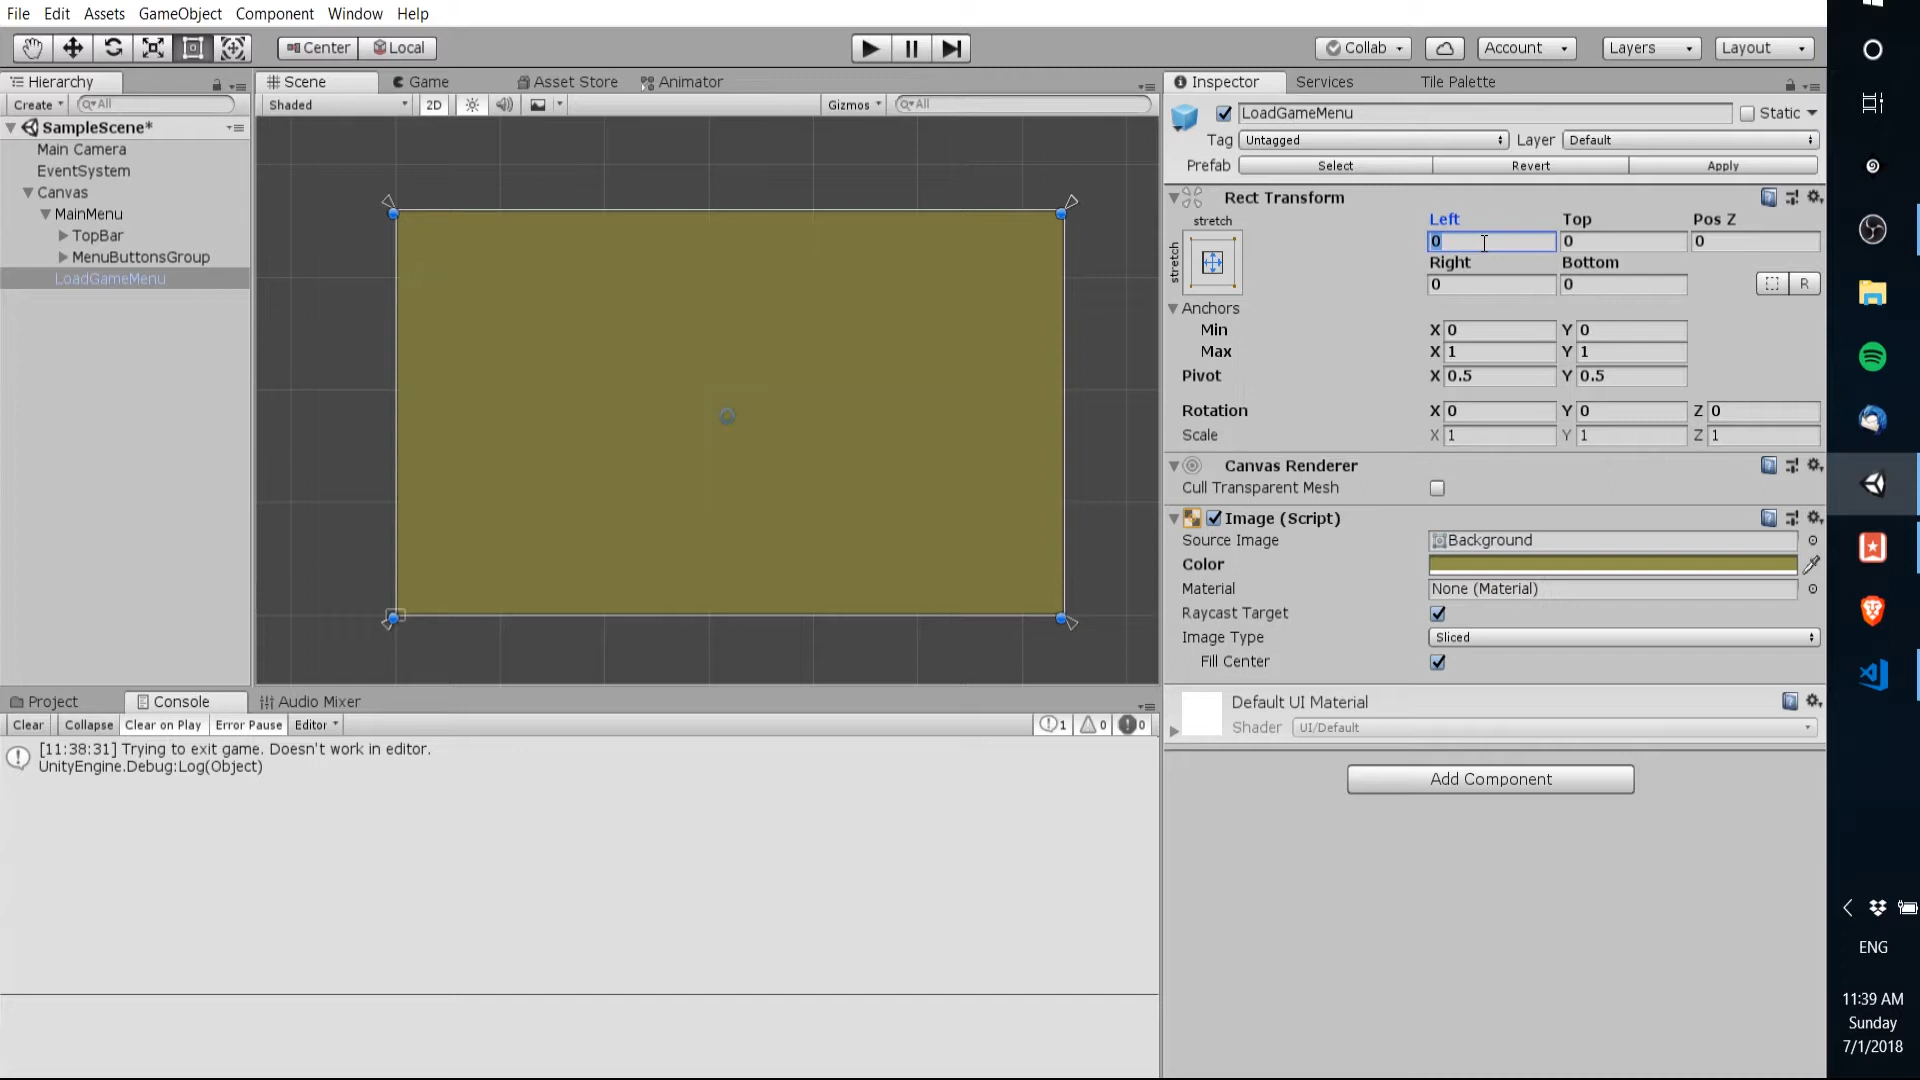 File Edit Assets GameObject Component Window Help
Center Local Collab Account Layers Layout
Hierarchy
Create All
SampleScene*
Main Camera
EventSystem
Canvas
MainMenu
TopBar
MenuButtonsGroup
LoadGameMenu
Scene Game Asset Store Animator
Shaded 2D Gizmos All
Inspector Services Tile Palette
LoadGameMenu Static
Tag Untagged Layer Default
Prefab Select Revert Apply
Rect Transform
stretch
stretch
Left Top Pos Z
0 0 0
Right Bottom
0 0 R
Anchors
Min X 0 Y 0
Max X 1 Y 1
Pivot X 0.5 Y 0.5
Rotation X 0 Y 0 Z 0
Scale X 1 Y 1 Z 1
Canvas Renderer
Cull Transparent Mesh
Image (Script)
Source Image Background
Color
Material None (Material)
Raycast Target
Image Type Sliced
Fill Center
Default UI Material
Shader UI/Default
Add Component
Project Console Audio Mixer
Clear Collapse Clear on Play Error Pause Editor 1 0 0
[11:38:31] Trying to exit game. Doesn't work in editor.
UnityEngine.Debug:Log(Object)
ENG
11:39 AM
Sunday
7/1/2018